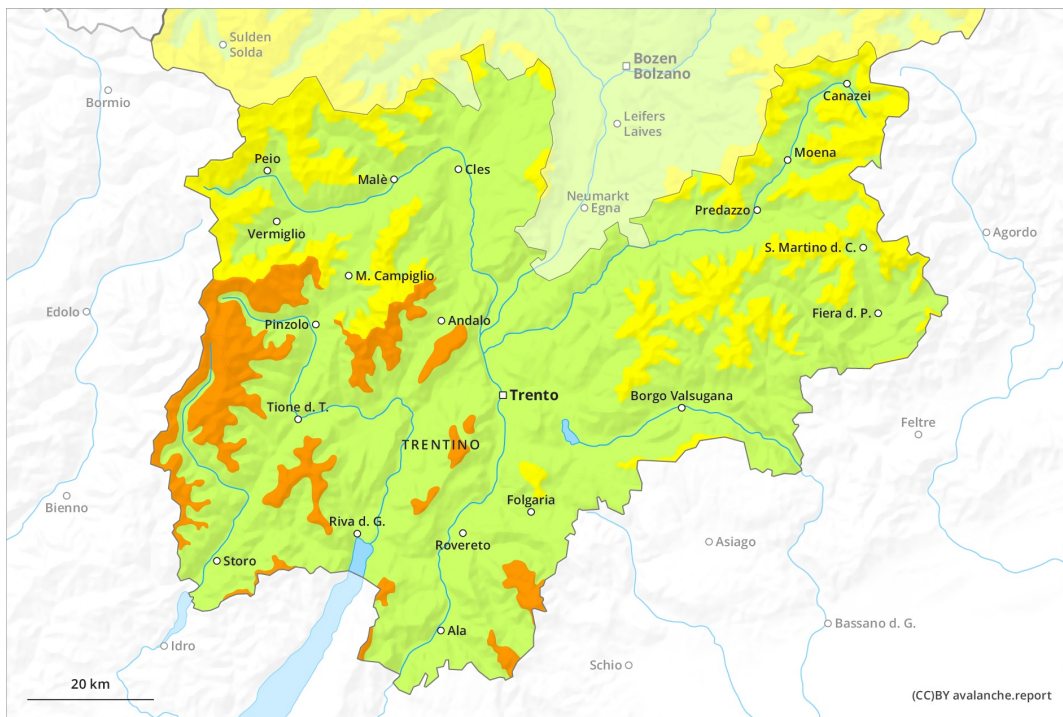 Sulden
Solda
Bozen
Bolzano
Bormio
Canazei
Leifers
Laives
Moena
Peio
Malè
Cles
Neumarkt
Egna
Predazzo
Vermiglio
Agordo
S. Martino d. C.
M. Campiglio
Edolo
Pinzolo
Andalo
Fiera d. P.
Trento
Borgo Valsugana
Tione d. T.
Feltre
TRENTINO
Bienno
Folgaria
Riva d. G.
Rovereto
Asiago
Storo
Ala
Bassano d. G.
Idro
Schio
20 km
(CC)BY avalanche.report